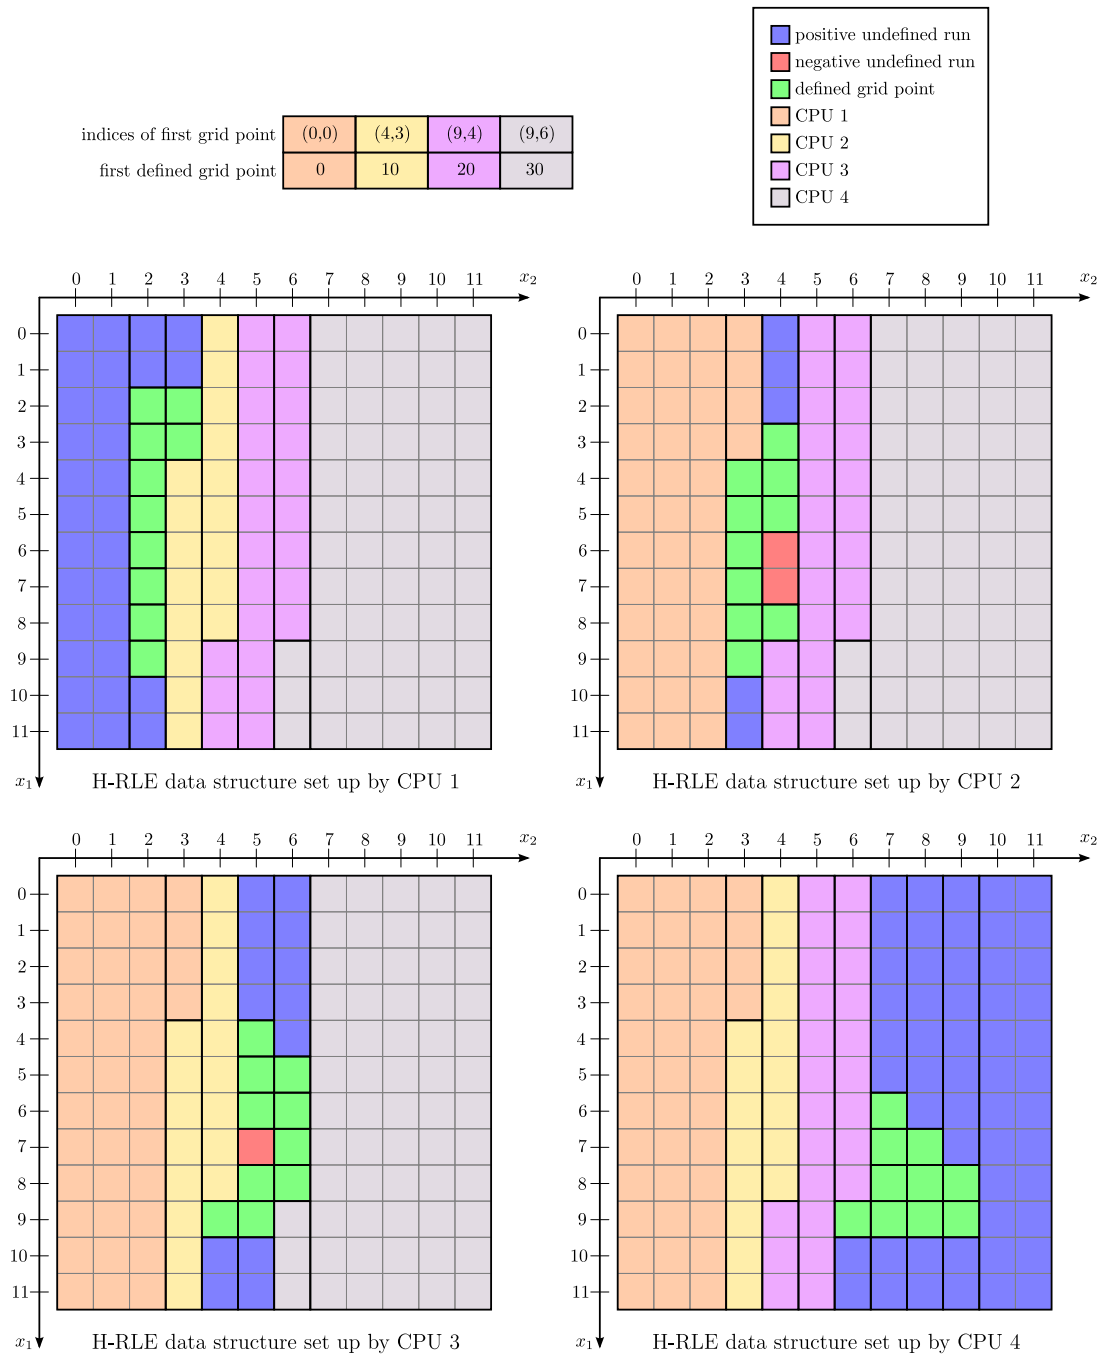 positive undefined run
negative undefined run
defined grid point
CPU 1
CPU 2
CPU 3
CPU 4
indices of first grid point (0,0) (4,3) (9,4) (9,6)
first defined grid point 0 10 20 30
0 1 2 3 4 5 6 7 8 9 10 11 x2
0
1
2
3
4
5
6
7
8
9
10
11
x1
H-RLE data structure set up by CPU 1
0 1 2 3 4 5 6 7 8 9 10 11 x2
0
1
2
3
4
5
6
7
8
9
10
11
x1
H-RLE data structure set up by CPU 2
0 1 2 3 4 5 6 7 8 9 10 11 x2
0
1
2
3
4
5
6
7
8
9
10
11
x1
H-RLE data structure set up by CPU 3
0 1 2 3 4 5 6 7 8 9 10 11 x2
0
1
2
3
4
5
6
7
8
9
10
11
x1
H-RLE data structure set up by CPU 4